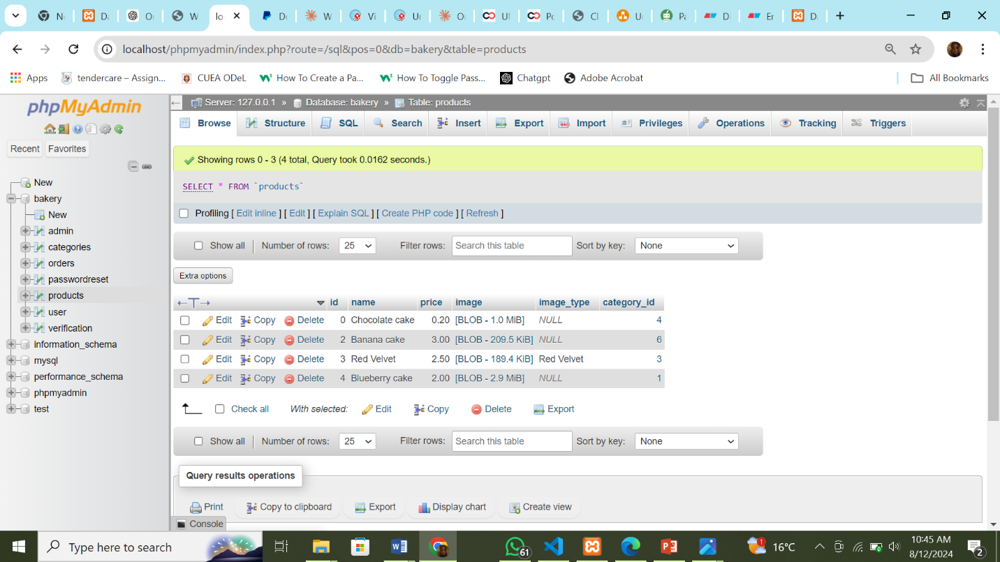 No
Da
Or
W
lo
De
W
Vi
Ur
Or
UM
Po
Cl
Ur
Pa
Di
Er
D
localhost/phpmyadmin/index.php?route=/sql&pos=0&db=bakery&table=products
Apps
tendercare – Assign...
CUEA ODeL
How To Create a Pa...
How To Toggle Pass...
Chatgpt
Adobe Acrobat
All Bookmarks
phpMyAdmin
Recent
Favorites
New
bakery
New
admin
categories
orders
passwordreset
products
user
verification
information_schema
mysql
performance_schema
phpmyadmin
test
Server: 127.0.0.1 » Database: bakery » Table: products
Browse Structure SQL Search Insert Export Import Privileges Operations Tracking Triggers
Showing rows 0 - 3 (4 total, Query took 0.0162 seconds.)
SELECT * FROM `products`
Profiling [ Edit inline ] [ Edit ] [ Explain SQL ] [ Create PHP code ] [ Refresh ]
Show all Number of rows: 25 Filter rows: Search this table Sort by key: None
Extra options
id name price image image_type category_id
Edit Copy Delete 0 Chocolate cake 0.20 [BLOB - 1.0 MiB] NULL 4
Edit Copy Delete 2 Banana cake 3.00 [BLOB - 209.5 KiB] NULL 6
Edit Copy Delete 3 Red Velvet 2.50 [BLOB - 189.4 KiB] Red Velvet 3
Edit Copy Delete 4 Blueberry cake 2.00 [BLOB - 2.9 MiB] NULL 1
Check all With selected: Edit Copy Delete Export
Show all Number of rows: 25 Filter rows: Search this table Sort by key: None
Query results operations
Print Copy to clipboard Export Display chart Create view
Console
Type here to search
61
1
16°C
10:45 AM
8/12/2024
2